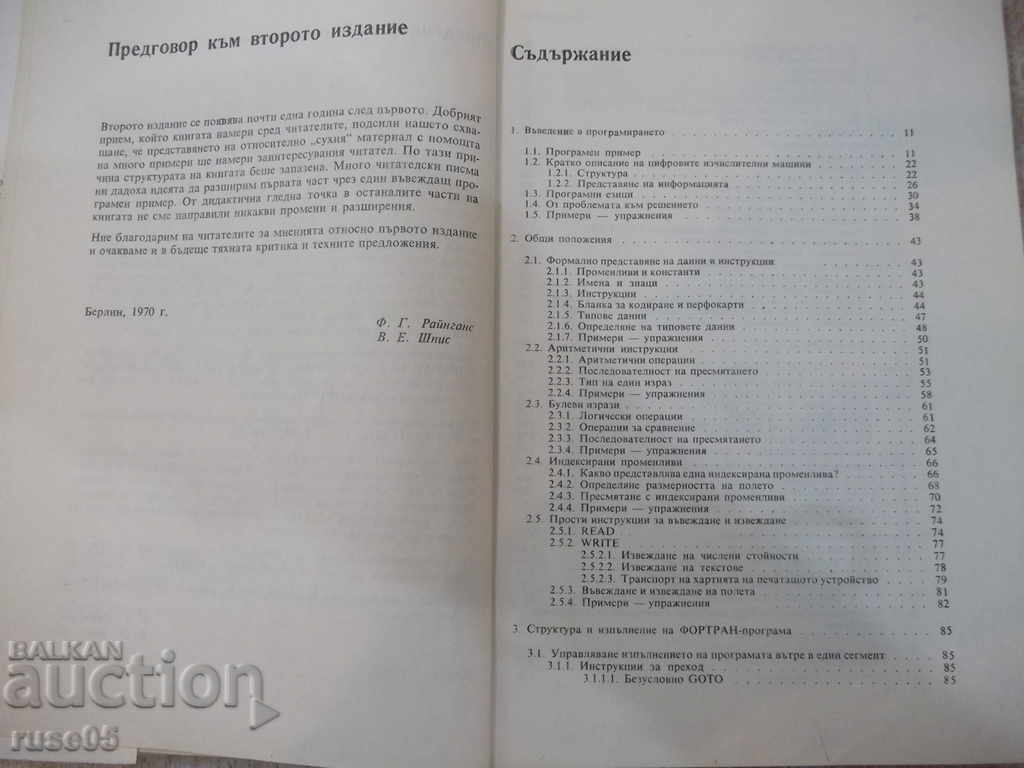 Предговор към второто издание
Второто издание се появява почти една година след първото. Добрият
прием, който книгата намери сред читателите, подсили нашето схва-
щане, че представянето на относително „сухия“ материал с помощта
на много примери ще намери заинтересувания читател. По тази при-
чина структурата на книгата беше запазена. Много читателски писма
ни дадоха идеята да разширим първата част чрез един въвеждащ про-
грамен пример. От дидактична гледна точка в останалите части на
книгата не сме направили никакви промени и разширения.
Ние благодарим на читателите за мненията относно първото издание
и очакваме и в бъдеще тяхната критика и техните предложения.
Берлин, 1970 г.
Ф. Г. Райнганс
В. Е. Шпис
Съдържание
1. Въведение в програмирането 11
1.1. Програмен пример 11
1.2. Кратко описание на цифровите изчислителни машини 22
1.2.1. Структура 22
1.2.2. Представяне на информацията 26
1.3. Програмни езици 30
1.4. От проблемата към решението 34
1.5. Примери — упражнения 38
2. Общи положения 43
2.1. Формално представяне на данни и инструкции 43
2.1.1. Променливи и константи 43
2.1.2. Имена и знаци 43
2.1.3. Инструкции 44
2.1.4. Бланка за кодиране и перфокарти 44
2.1.5. Типове данни 47
2.1.6. Определяне на типовете данни 48
2.1.7. Примери — упражнения 50
2.2. Аритметични инструкции 51
2.2.1. Аритметични операции 51
2.2.2. Последователност на пресмятането 53
2.2.3. Тип на един израз 55
2.2.4. Примери — упражнения 58
2.3. Булеви изрази 61
2.3.1. Логически операции 61
2.3.2. Операции за сравнение 62
2.3.3. Последователност на пресмятането 64
2.3.4. Примери — упражнения 65
2.4. Индексирани променливи 66
2.4.1. Какво представлява една индексирана променлива? 66
2.4.2. Определяне размерността на полето 68
2.4.3. Пресмятане с индексирани променливи 70
2.4.4. Примери — упражнения 72
2.5. Прости инструкции за въвеждане и извеждане 74
2.5.1. READ 74
2.5.2. WRITE 77
2.5.2.1. Извеждане на числени стойности 77
2.5.2.2. Извеждане на текстове 78
2.5.2.3. Транспорт на хартията на печатащото устройство 79
2.5.3. Въвеждане и извеждане на полета 81
2.5.4. Примери — упражнения 82
3. Структура и изпълнение на ФОРТРАН-програма 85
3.1. Управляване изпълнението на програмата вътре в един сегмент 85
3.1.1. Инструкции за преход 85
3.1.1.1. Безусловно GOTO 85
BALKAN
auction
ruse05